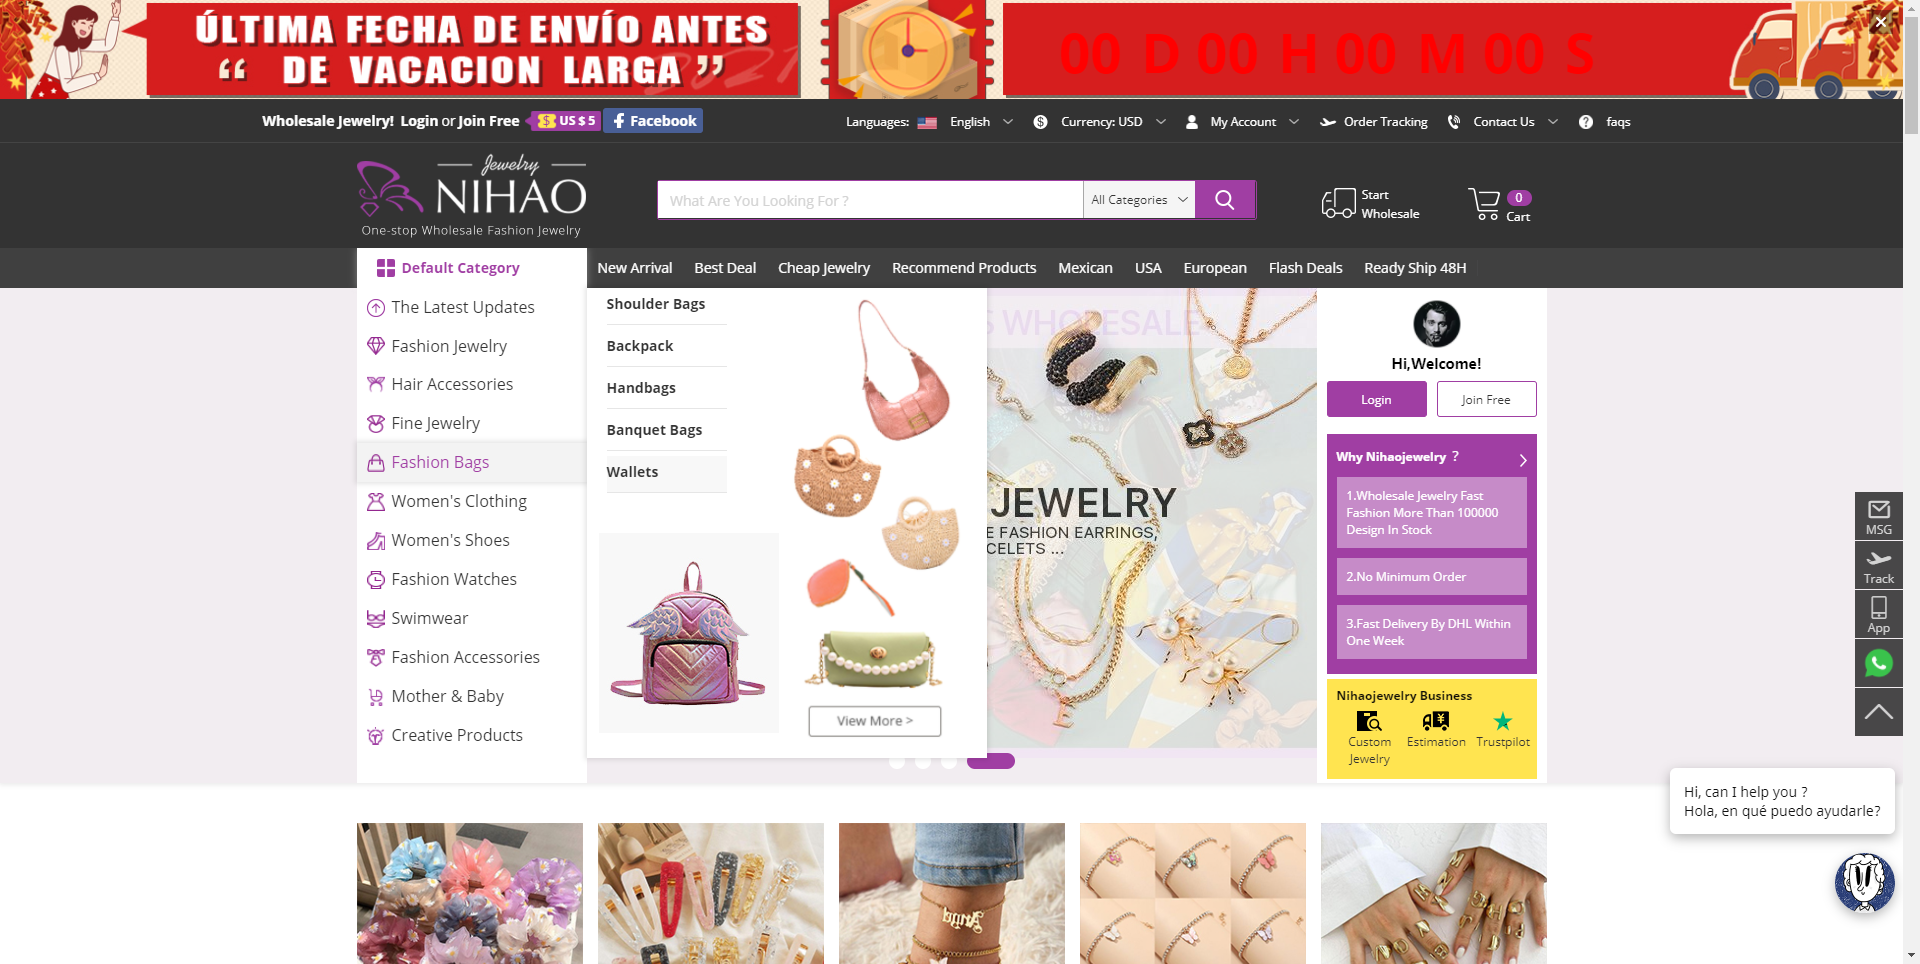 ÚLTIMA FECHA DE ENVÍO ANTES
“ DE VACACION LARGA ”
2021
00 D 00 H 00 M 00 S
Wholesale Jewelry! Login or Join Free
US $ 5
Facebook
Languages: English
Currency: USD
My Account
Order Tracking
Contact Us
faqs
Jewelry
NIHAO
One-stop Wholesale Fashion Jewelry
What Are You Looking For ?
All Categories
Start
Wholesale
0
Cart
Default Category
New Arrival
Best Deal
Cheap Jewelry
Recommend Products
Mexican
USA
European
Flash Deals
Ready Ship 48H
The Latest Updates
Fashion Jewelry
Hair Accessories
Fine Jewelry
Fashion Bags
Women's Clothing
Women's Shoes
Fashion Watches
Swimwear
Fashion Accessories
Mother & Baby
Creative Products
Shoulder Bags
Backpack
Handbags
Banquet Bags
Wallets
View More >
S WHOLESALE
JEWELRY
E FASHION EARRINGS,
CELETS ...
Hi,Welcome!
Login
Join Free
Why Nihaojewelry ?
1.Wholesale Jewelry Fast
Fashion More Than 100000
Design In Stock
2.No Minimum Order
3.Fast Delivery By DHL Within
One Week
Nihaojewelry Business
Custom
Jewelry
Estimation
Trustpilot
MSG
Track
App
Hi, can I help you ?
Hola, en qué puedo ayudarle?